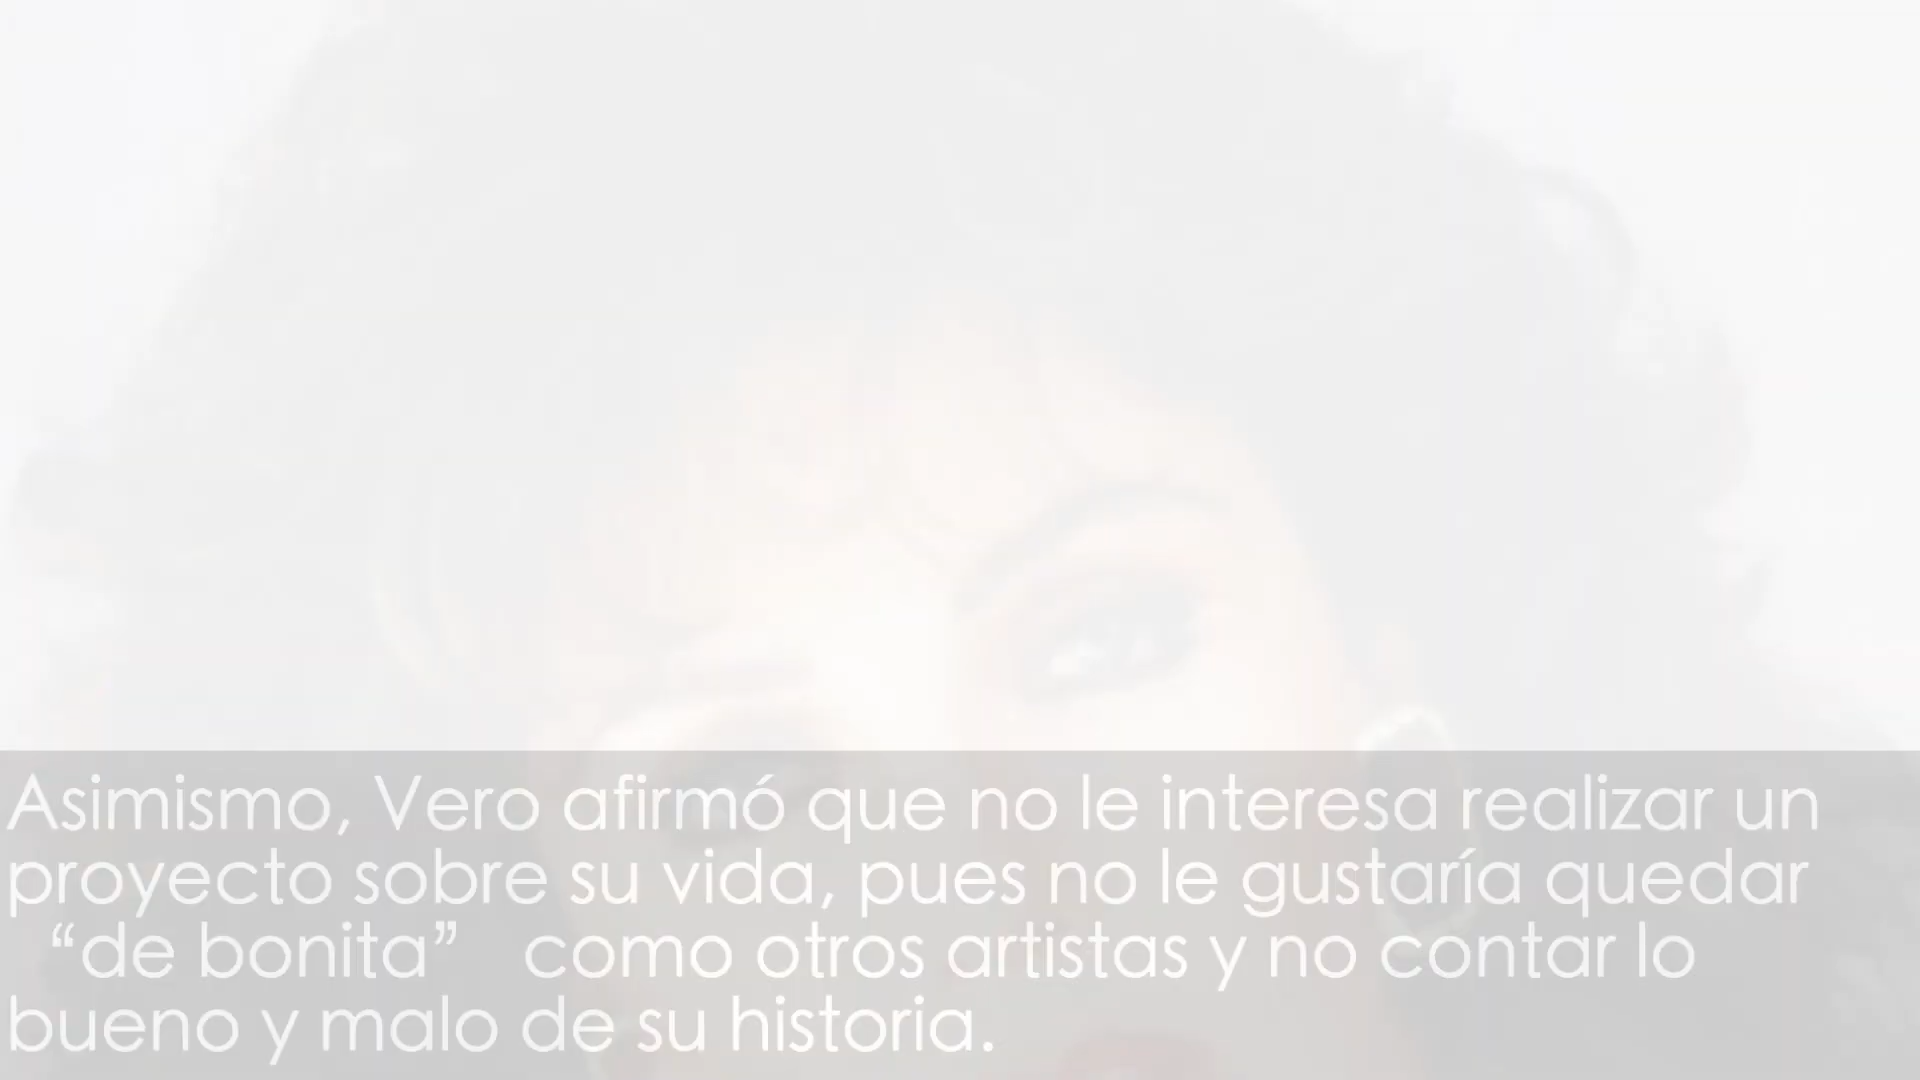 Asimismo, Vero afirmó que no le interesa realizar un
proyecto sobre su vida, pues no le gustaría quedar
“de bonita” como otros artistas y no contar lo
bueno y malo de su historia.